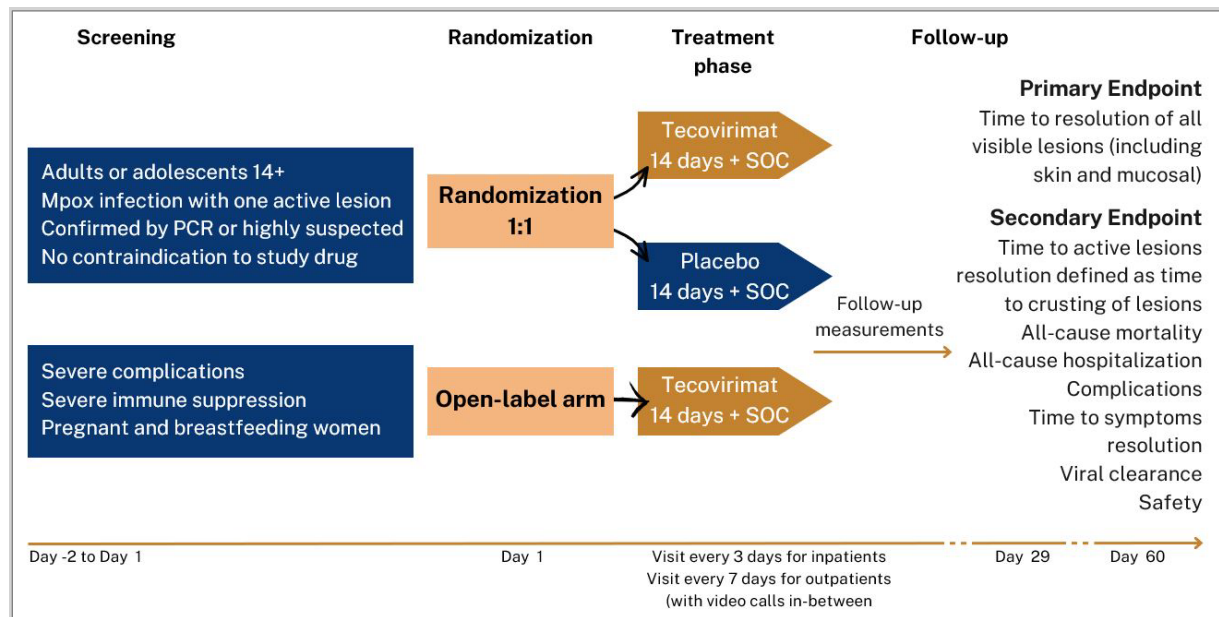 Screening
Randomization
Treatment
phase
Follow-up
Adults or adolescents 14+
Mpox infection with one active lesion
Confirmed by PCR or highly suspected
No contraindication to study drug
Randomization
1:1
Tecovirimat
14 days + SOC
Placebo
14 days + SOC
Severe complications
Severe immune suppression
Pregnant and breastfeeding women
Open-label arm
Tecovirimat
14 days + SOC
Follow-up
measurements
Primary Endpoint
Time to resolution of all
visible lesions (including
skin and mucosal)
Secondary Endpoint
Time to active lesions
resolution defined as time
to crusting of lesions
All-cause mortality
All-cause hospitalization
Complications
Time to symptoms
resolution
Viral clearance
Safety
Day -2 to Day 1
Day 1
Visit every 3 days for inpatients
Visit every 7 days for outpatients
(with video calls in-between
Day 29
Day 60